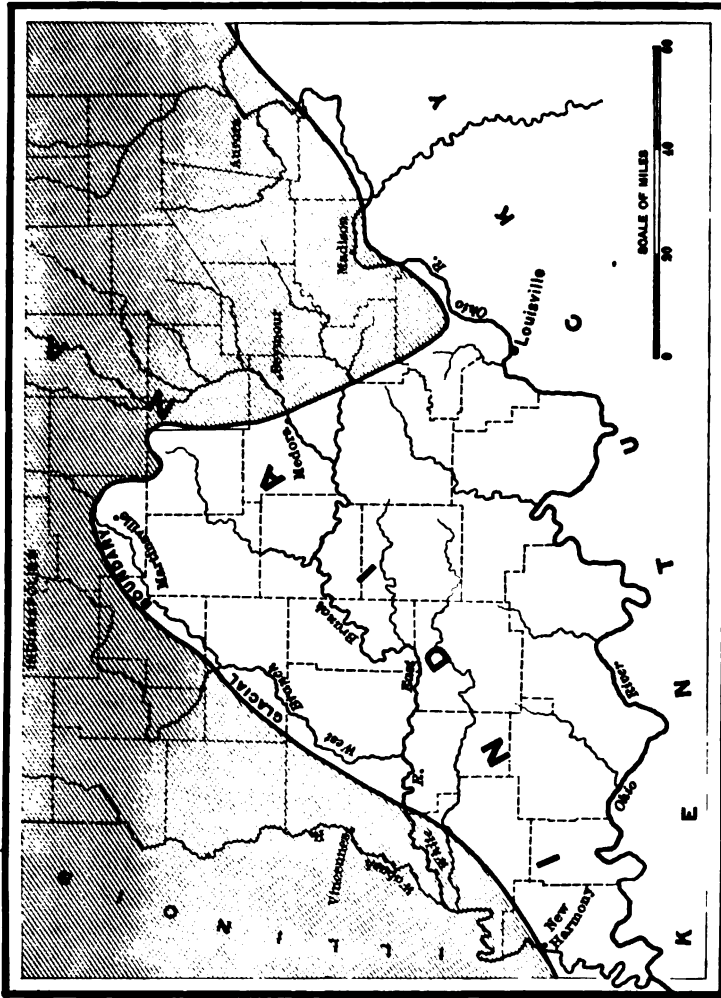 INDIANAPOLIS
Aurora
Madison
Seymour
Medora
Martinsville
GLACIAL BOUNDARY
West Branch
East Branch
White R.
Wabash R.
Vincennes
New Harmony
Ohio River
Ohio R.
Louisville
INDIANA
KENTUCKY
SCALE OF MILES
0 20 40 60